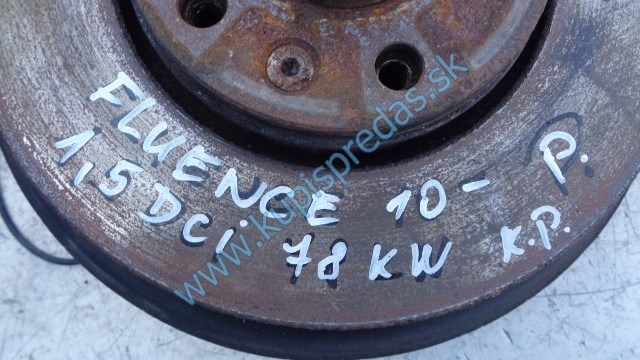 FLUENCE 10- P.
1,5 DCI. 78 KW K.P.
www.kupispredas.sk